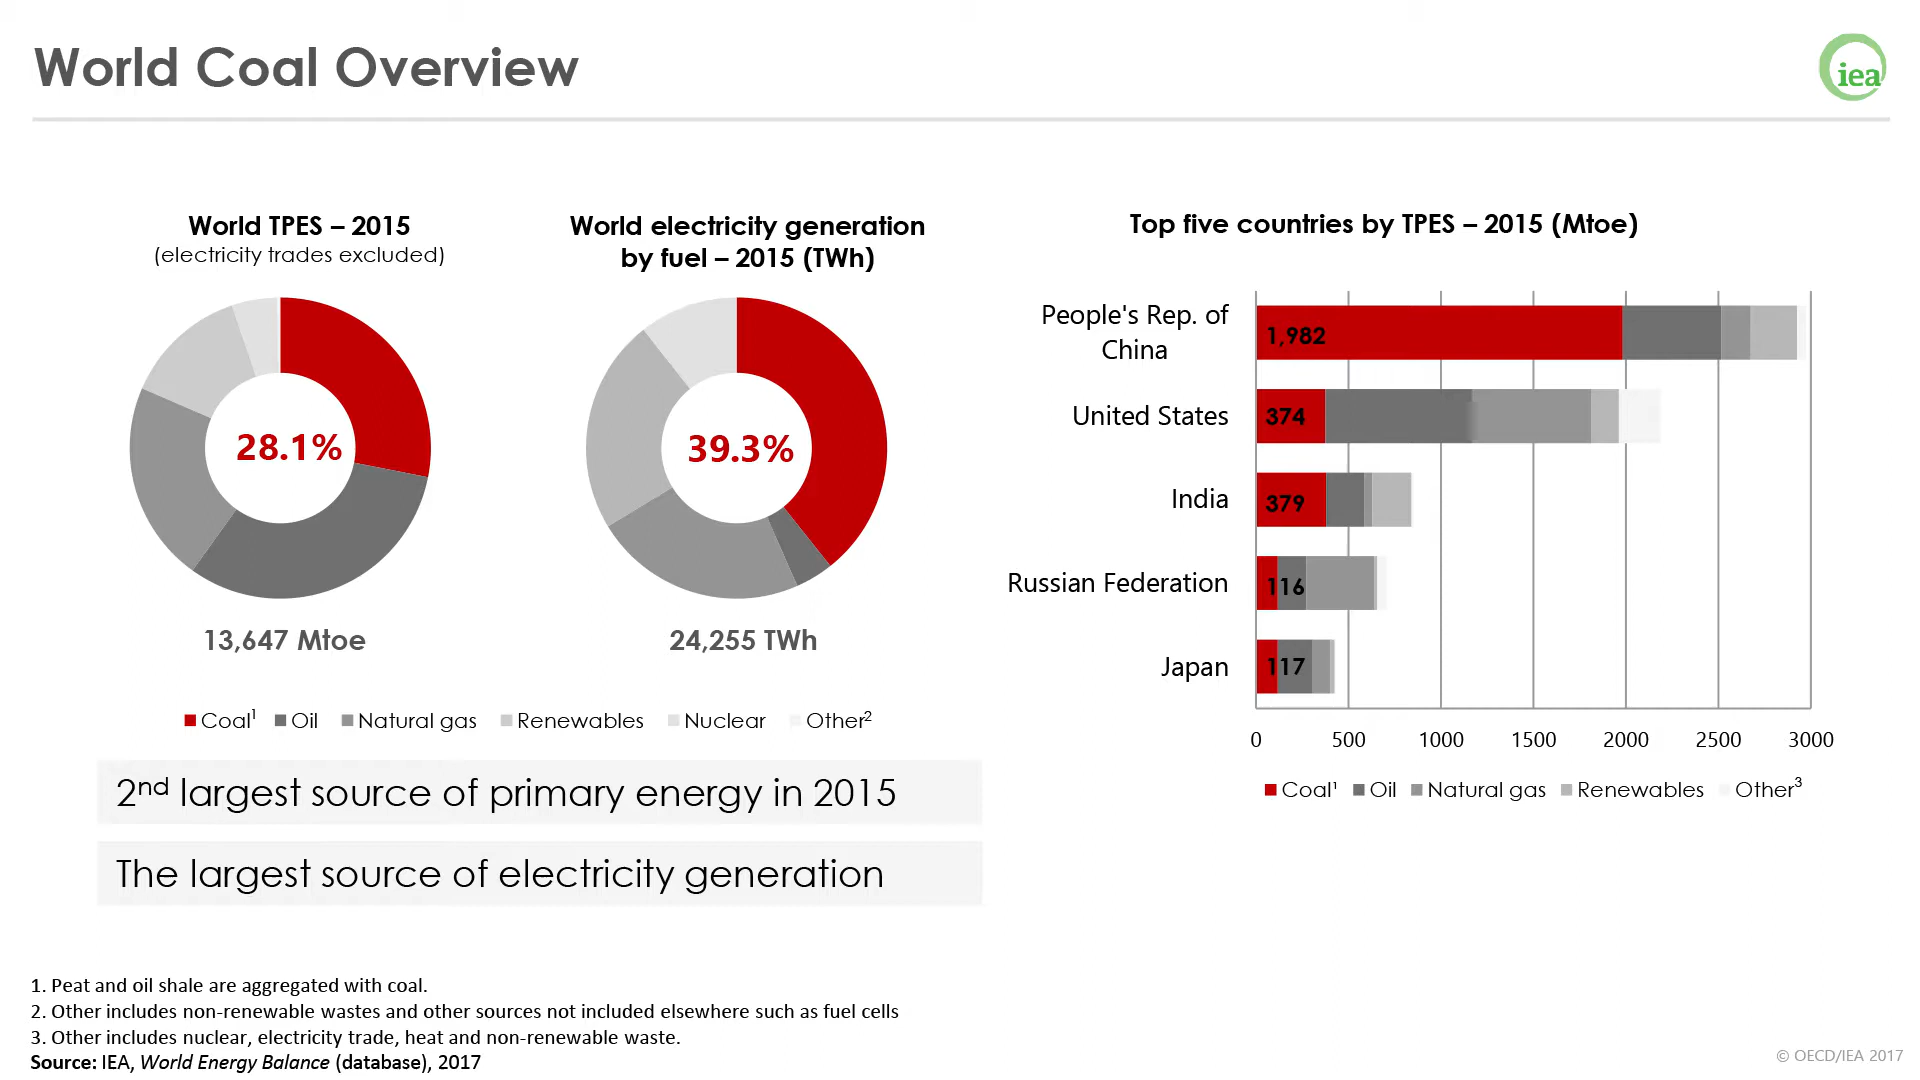 World Coal Overview
iea
World TPES – 2015
(electricity trades excluded)
28.1%
13,647 Mtoe
World electricity generation
by fuel – 2015 (TWh)
39.3%
24,255 TWh
Coal¹ Oil Natural gas Renewables Nuclear Other²
2nd largest source of primary energy in 2015
The largest source of electricity generation
Top five countries by TPES – 2015 (Mtoe)
People's Rep. of
China
1,982
United States
374
India
379
Russian Federation
116
Japan
117
0 500 1000 1500 2000 2500 3000
Coal¹ Oil Natural gas Renewables Other³
1. Peat and oil shale are aggregated with coal.
2. Other includes non-renewable wastes and other sources not included elsewhere such as fuel cells
3. Other includes nuclear, electricity trade, heat and non-renewable waste.
Source: IEA, World Energy Balance (database), 2017
© OECD/IEA 2017